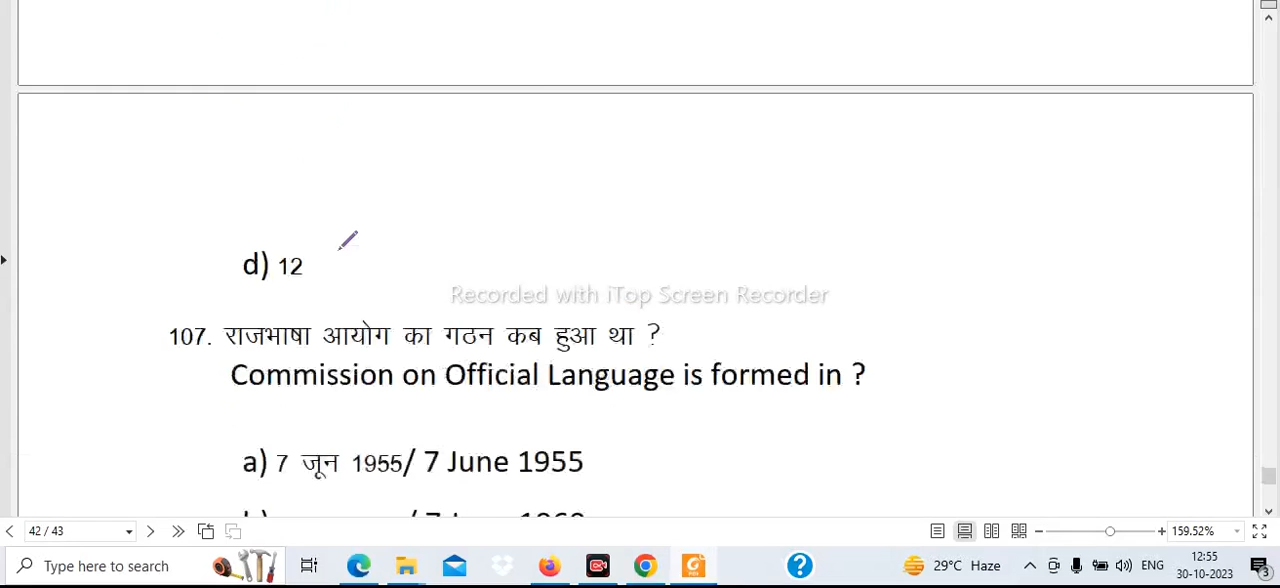 d) 12
Recorded with iTop Screen Recorder
107. राजभाषा आयोग का गठन कब हुआ था ?
Commission on Official Language is formed in ?
a) 7 जून 1955/ 7 June 1955
42 / 43
159.52%
Type here to search
29°C Haze
ENG
12:55
30-10-2023
3